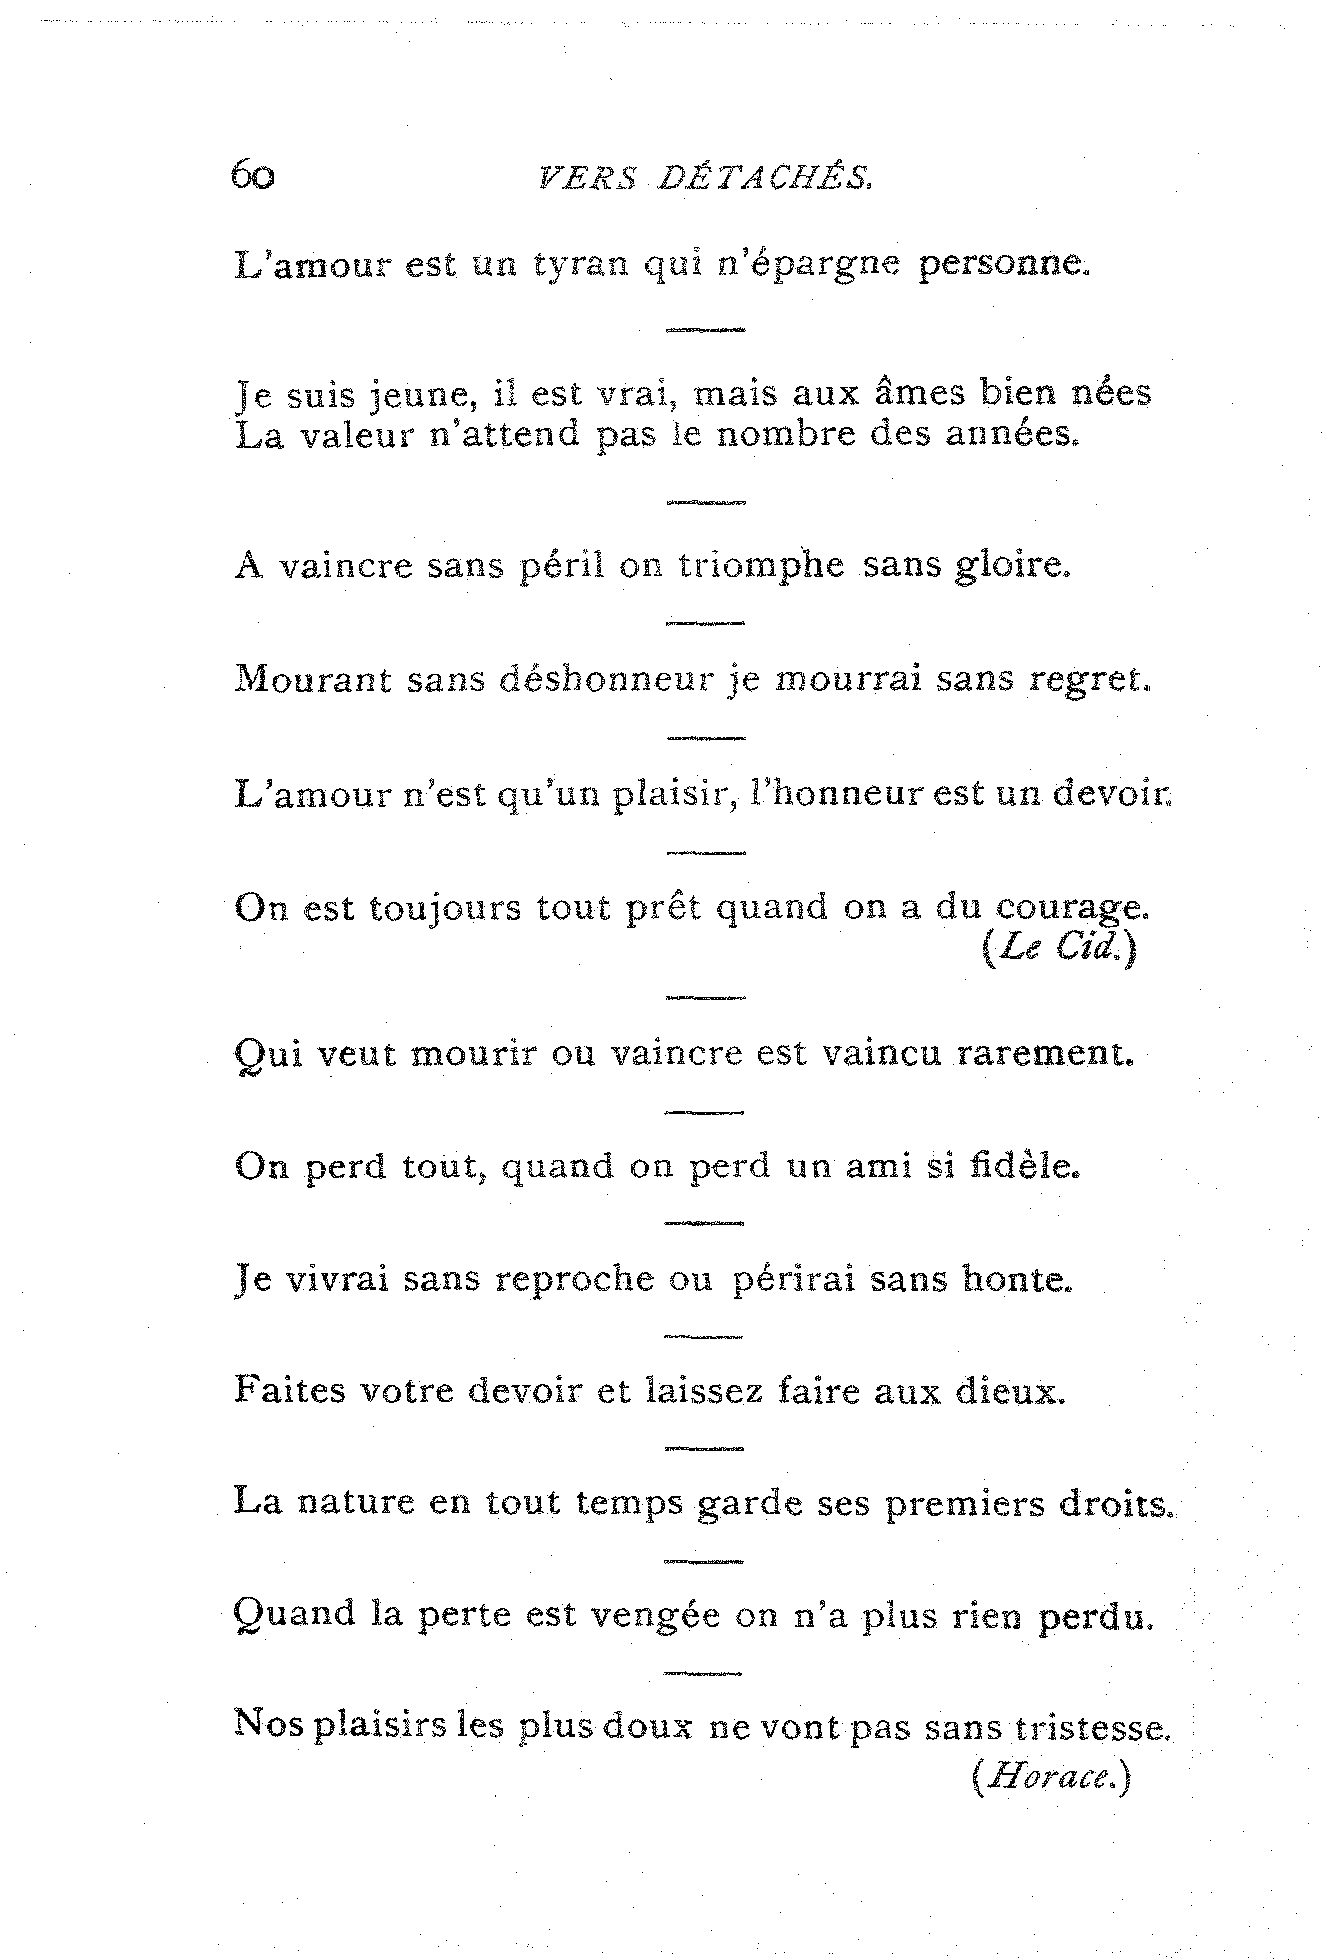 60 VERS DÉTACHÉS.
L'amour est un tyran qui n'épargne personne.
Je suis jeune, il est vrai, mais aux âmes bien nées
La valeur n'attend pas le nombre des années.
A vaincre sans péril on triomphe sans gloire.
Mourant sans déshonneur je mourrai sans regret.
L'amour n'est qu'un plaisir, l'honneur est un devoir.
On est toujours tout prêt quand on a du courage.
(Le Cid.)
Qui veut mourir ou vaincre est vaincu rarement.
On perd tout, quand on perd un ami si fidèle.
Je vivrai sans reproche ou périrai sans honte.
Faites votre devoir et laissez faire aux dieux.
La nature en tout temps garde ses premiers droits.
Quand la perte est vengée on n'a plus rien perdu.
Nos plaisirs les plus doux ne vont pas sans tristesse.
(Horace.)